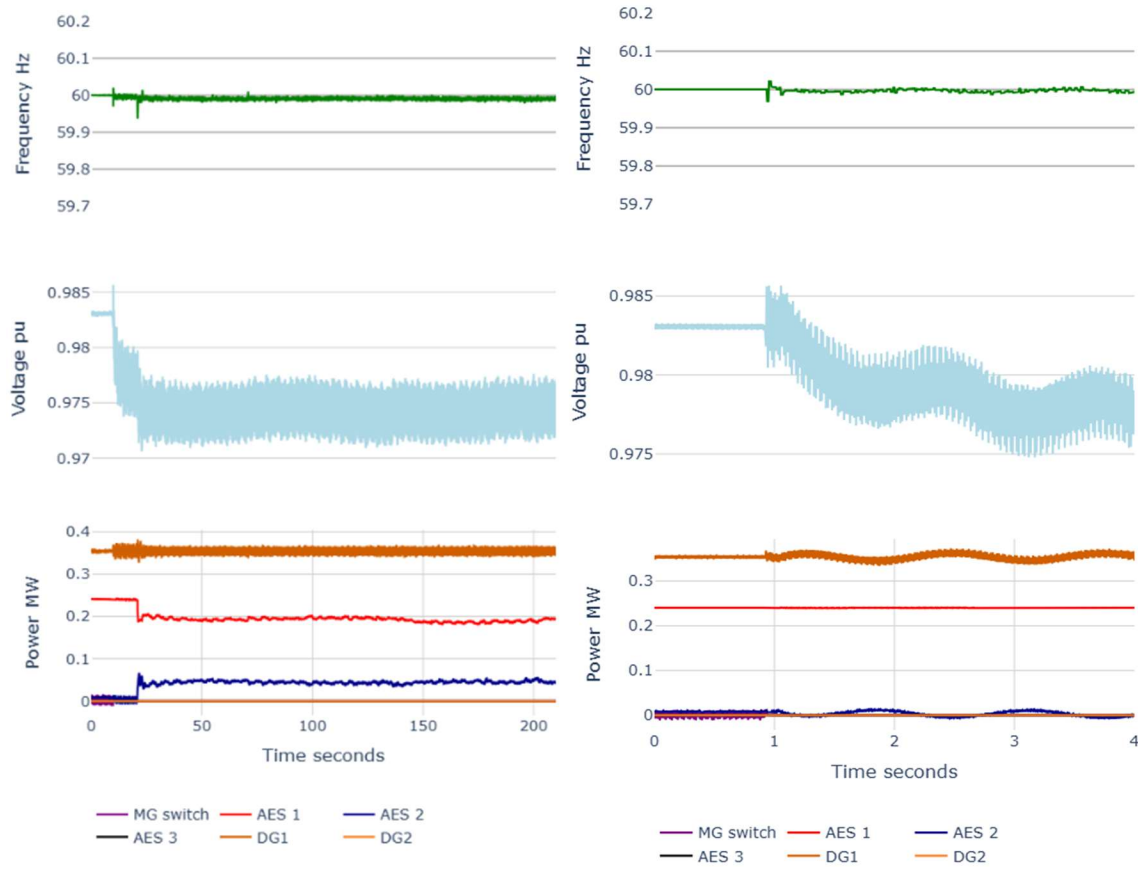 60.2
60.1
60
59.9
59.8
59.7
Frequency Hz
0.985
0.98
0.975
0.97
Voltage pu
0.4
0.3
0.2
0.1
0
Power MW
0 50 100 150 200
Time seconds
MG switch AES 1 AES 2
AES 3 DG1 DG2
60.2
60.1
60
59.9
59.8
59.7
Frequency Hz
0.985
0.98
0.975
Voltage pu
0.3
0.2
0.1
0
Power MW
0 1 2 3 4
Time seconds
MG switch AES 1 AES 2
AES 3 DG1 DG2